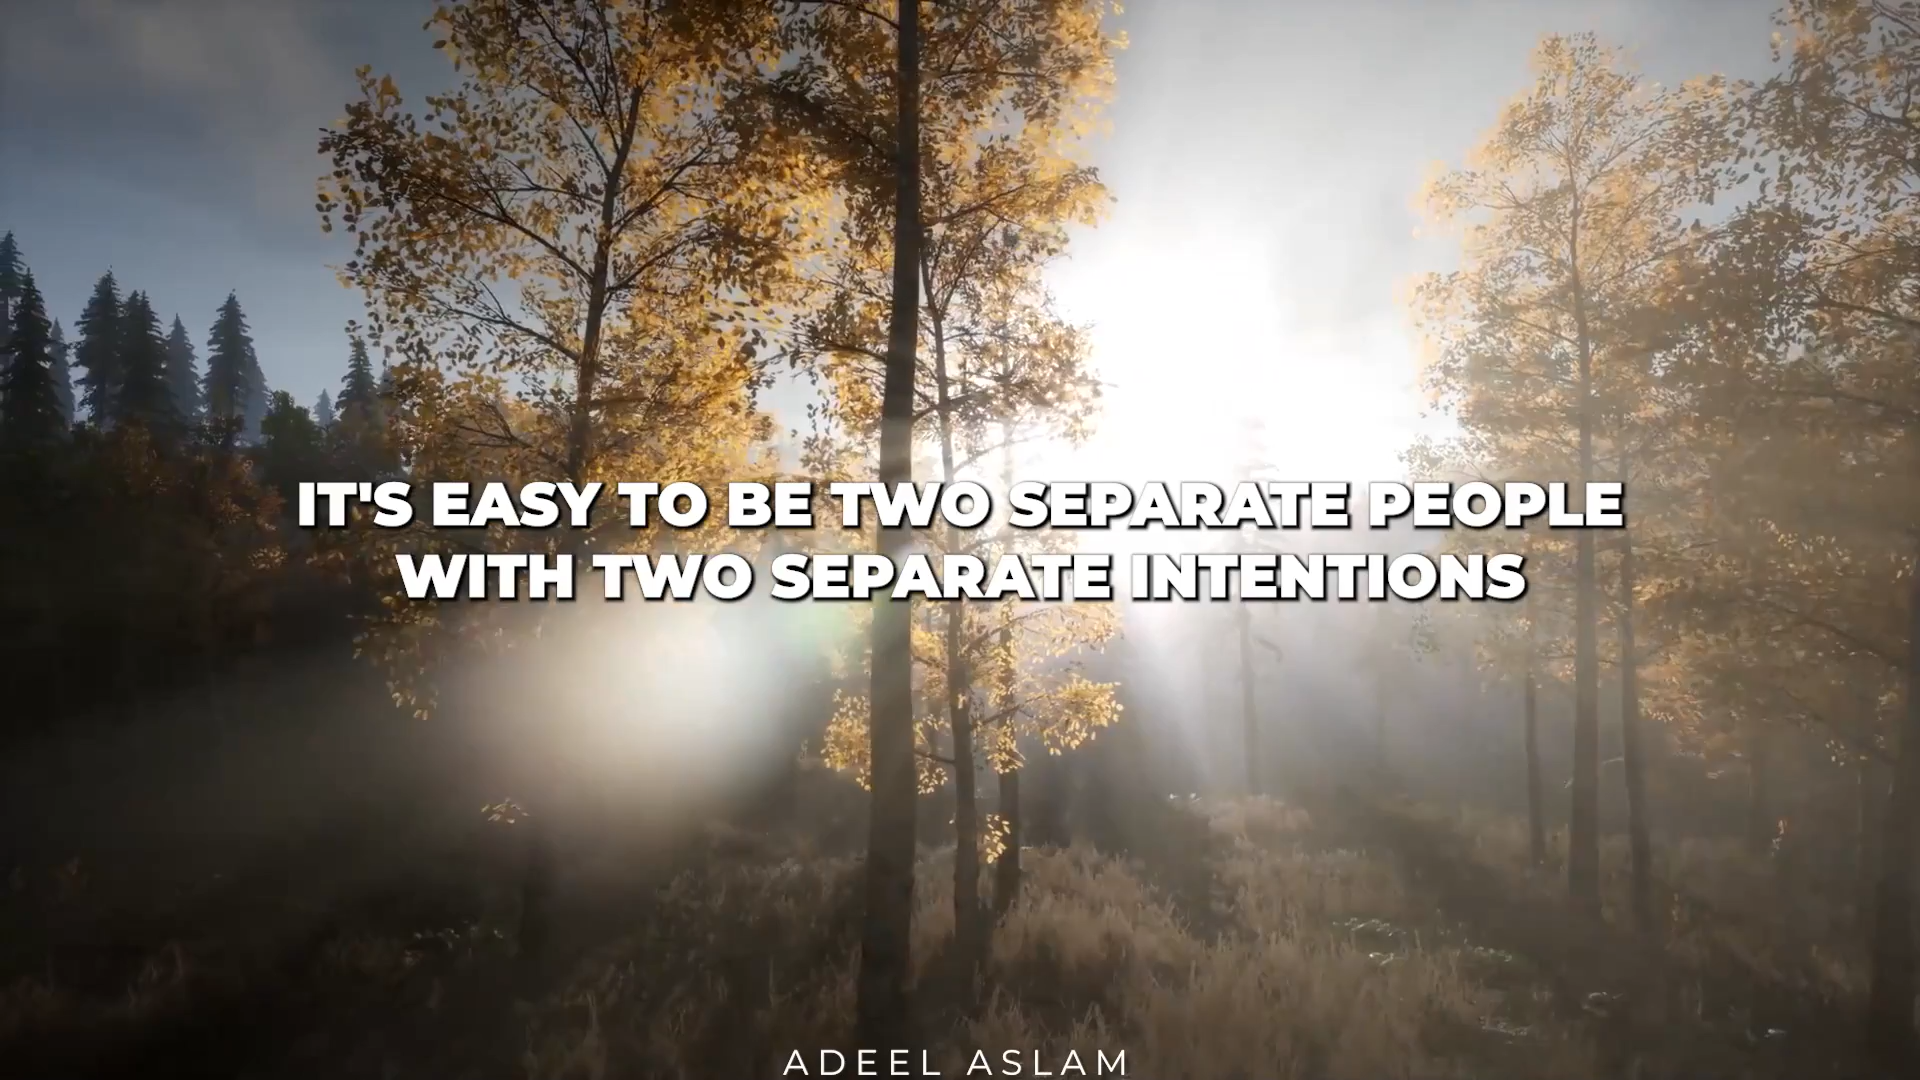 IT'S EASY TO BE TWO SEPARATE PEOPLE
WITH TWO SEPARATE INTENTIONS
ADEEL ASLAM